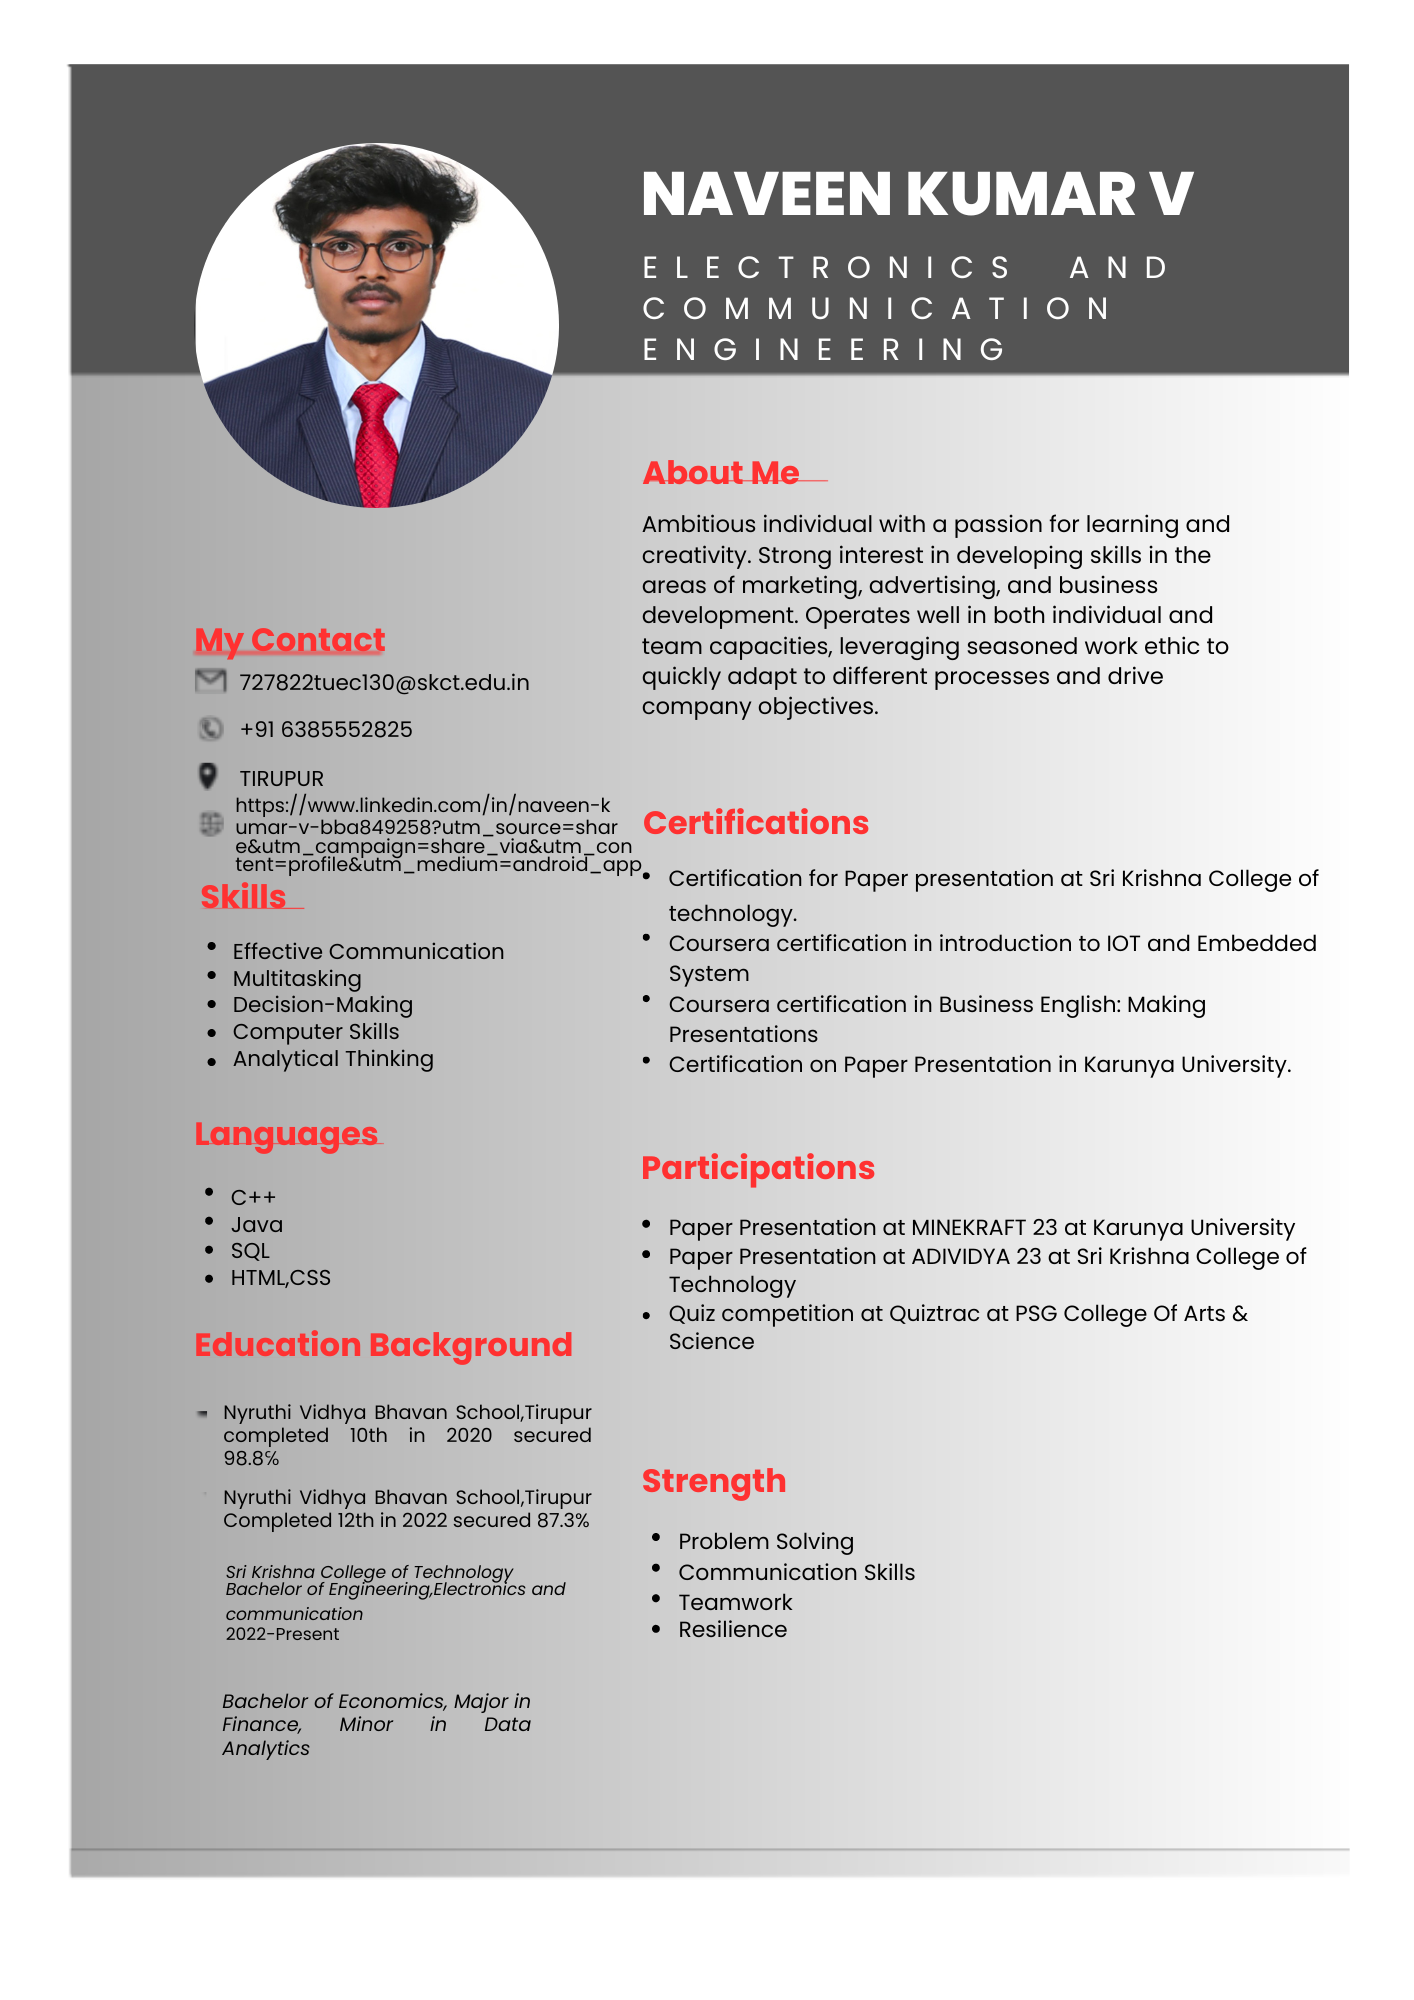 NAVEEN KUMAR V
ELECTRONICS AND
COMMUNICATION
ENGINEERING
My Contact
727822tuec130@skct.edu.in
+91 6385552825
TIRUPUR
https://www.linkedin.com/in/naveen-k
umar-v-bba849258?utm_source=shar
e&utm_campaign=share_via&utm_con
tent=profile&utm_medium=android_app
Skills
• Effective Communication
• Multitasking
• Decision-Making
• Computer Skills
• Analytical Thinking
Languages
• C++
• Java
• SQL
• HTML,CSS
Education Background
Nyruthi Vidhya Bhavan School,Tirupur
completed 10th in 2020 secured
98.8℅
Nyruthi Vidhya Bhavan School,Tirupur
Completed 12th in 2022 secured 87.3%
Sri Krishna College of Technology
Bachelor of Engineering,Electronics and
communication
2022-Present
Bachelor of Economics, Major in
Finance, Minor in Data
Analytics
About Me
Ambitious individual with a passion for learning and
creativity. Strong interest in developing skills in the
areas of marketing, advertising, and business
development. Operates well in both individual and
team capacities, leveraging seasoned work ethic to
quickly adapt to different processes and drive
company objectives.
Certifications
• Certification for Paper presentation at Sri Krishna College of
technology.
• Coursera certification in introduction to IOT and Embedded
System
• Coursera certification in Business English: Making
Presentations
• Certification on Paper Presentation in Karunya University.
Participations
• Paper Presentation at MINEKRAFT 23 at Karunya University
• Paper Presentation at ADIVIDYA 23 at Sri Krishna College of
Technology
• Quiz competition at Quiztrac at PSG College Of Arts &
Science
Strength
• Problem Solving
• Communication Skills
• Teamwork
• Resilience